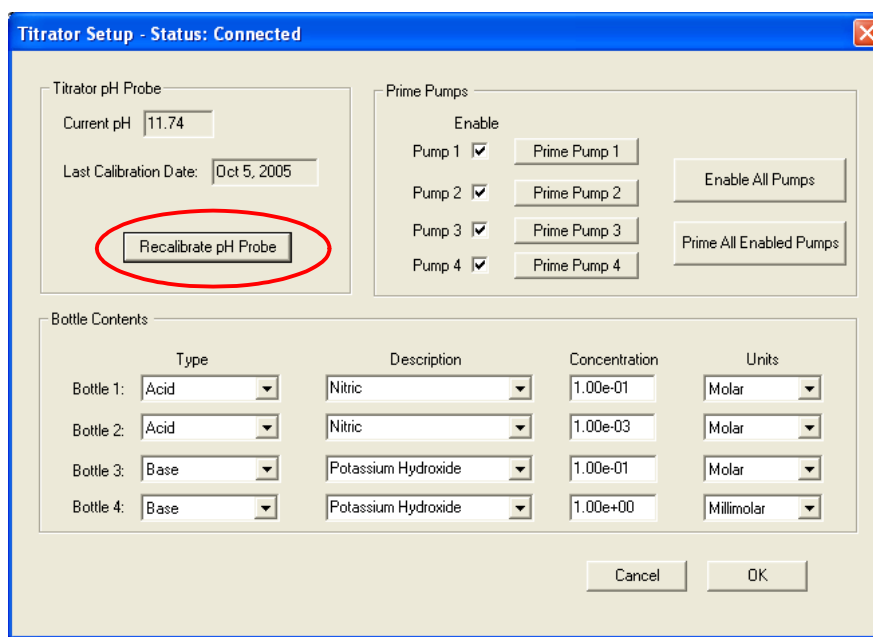 Titrator Setup - Status: Connected
Titrator pH Probe
Current pH 11.74
Last Calibration Date: Oct 5, 2005
Recalibrate pH Probe
Prime Pumps
Enable
Pump 1 Prime Pump 1
Pump 2 Prime Pump 2
Pump 3 Prime Pump 3
Pump 4 Prime Pump 4
Enable All Pumps
Prime All Enabled Pumps
Bottle Contents
Type Description Concentration Units
Bottle 1: Acid Nitric 1.00e-01 Molar
Bottle 2: Acid Nitric 1.00e-03 Molar
Bottle 3: Base Potassium Hydroxide 1.00e-01 Molar
Bottle 4: Base Potassium Hydroxide 1.00e+00 Millimolar
Cancel OK